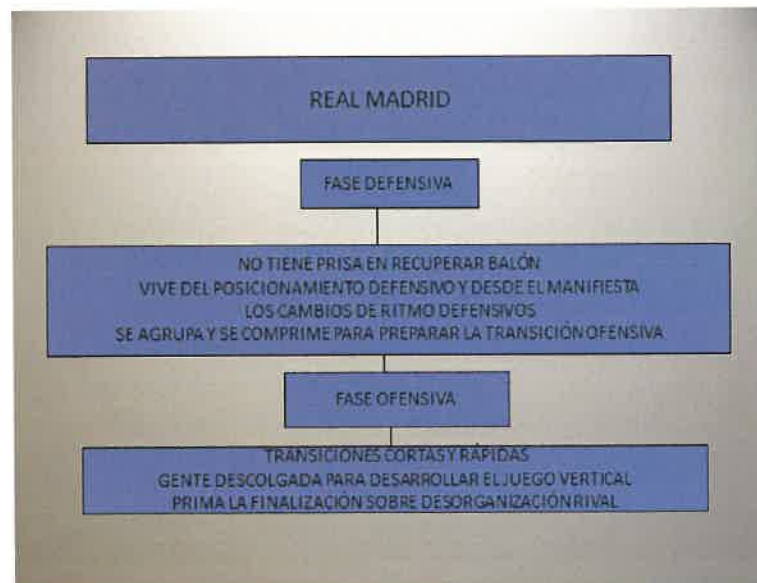 REAL MADRID
FASE DEFENSIVA
NO TIENE PRISA EN RECUPERAR BALÓN
VIVE DEL POSICIONAMIENTO DEFENSIVO Y DESDE EL MANIFIESTA
LOS CAMBIOS DE RITMO DEFENSIVOS
SE AGRUPA Y SE COMPRIME PARA PREPARAR LA TRANSICIÓN OFENSIVA
FASE OFENSIVA
TRANSICIONES CORTAS Y RÁPIDAS
GENTE DESCOLGADA PARA DESARROLLAR EL JUEGO VERTICAL
PRIMA LA FINALIZACIÓN SOBRE DESORGANIZACIÓN RIVAL